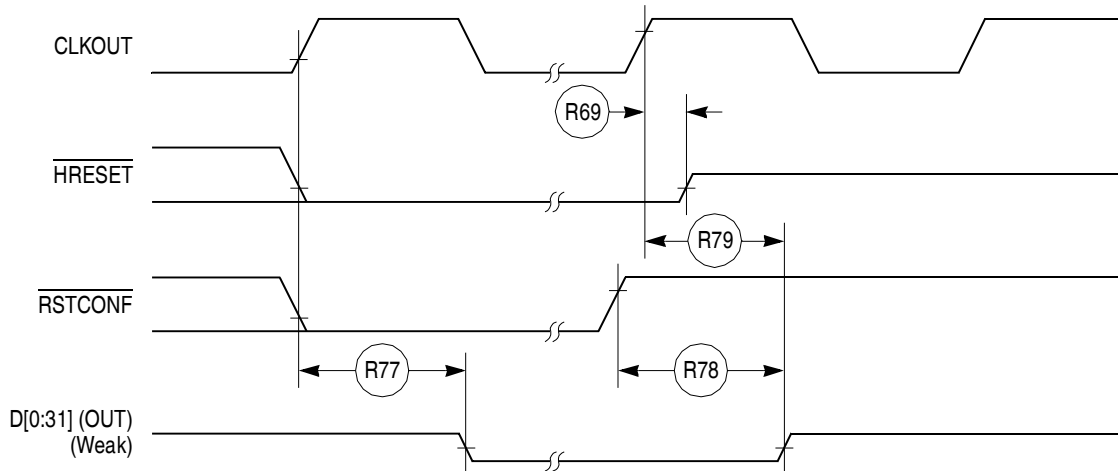 CLKOUT
R69
HRESET
R79
RSTCONF
R77
R78
D[0:31] (OUT)
(Weak)